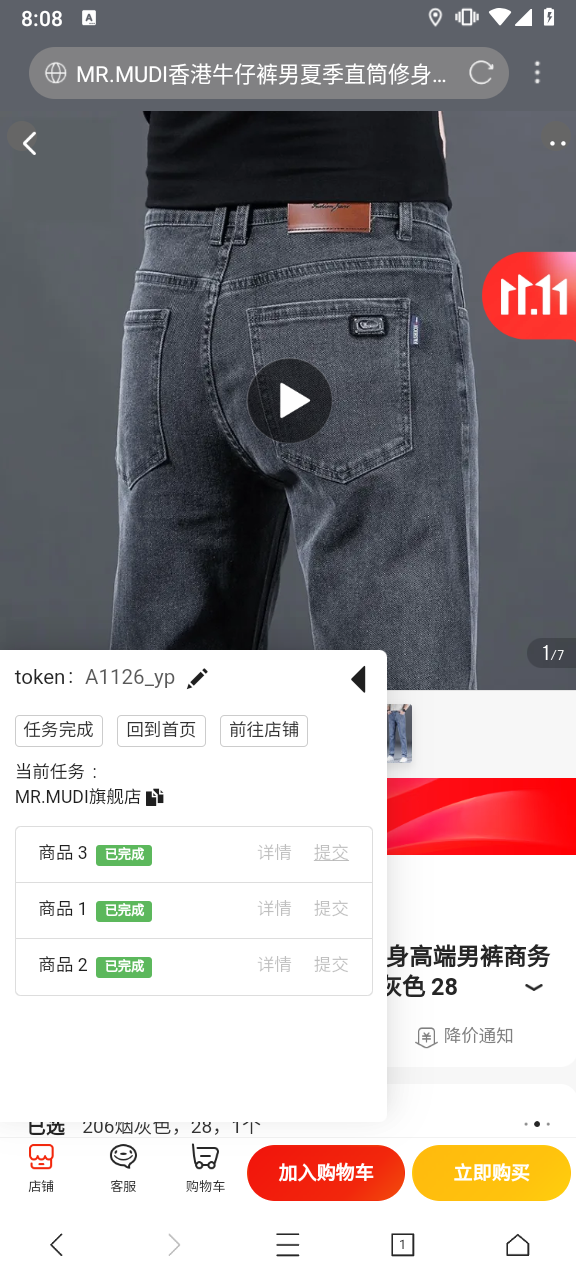 8:08
A
MR.MUDI香港牛仔裤男夏季直筒修身...
11.11
1/7
token: A1126_yp
任务完成
回到首页
前往店铺
当前任务 :
MR.MUDI旗舰店
商品 3 已完成 详情 提交
商品 1 已完成 详情 提交
商品 2 已完成 详情 提交
身高端男裤商务
灰色 28
降价通知
已选 206烟灰色，28，1个
店铺
客服
购物车
加入购物车
立即购买
1